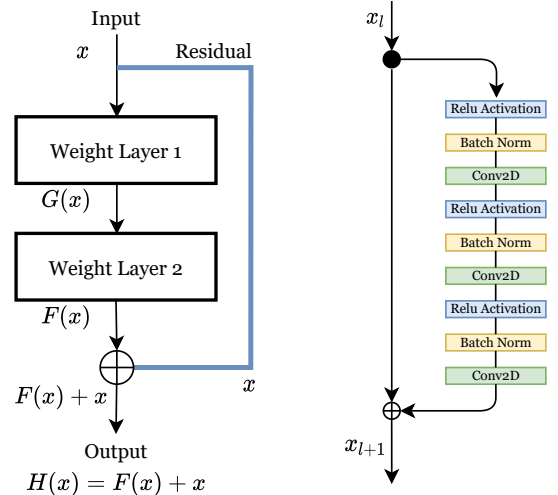 Input
x
Residual
Weight Layer 1
G(x)
Weight Layer 2
F(x)
x
F(x) + x
Output
H(x) = F(x) + x
x_l
Relu Activation
Batch Norm
Conv2D
Relu Activation
Batch Norm
Conv2D
Relu Activation
Batch Norm
Conv2D
x_{l+1}